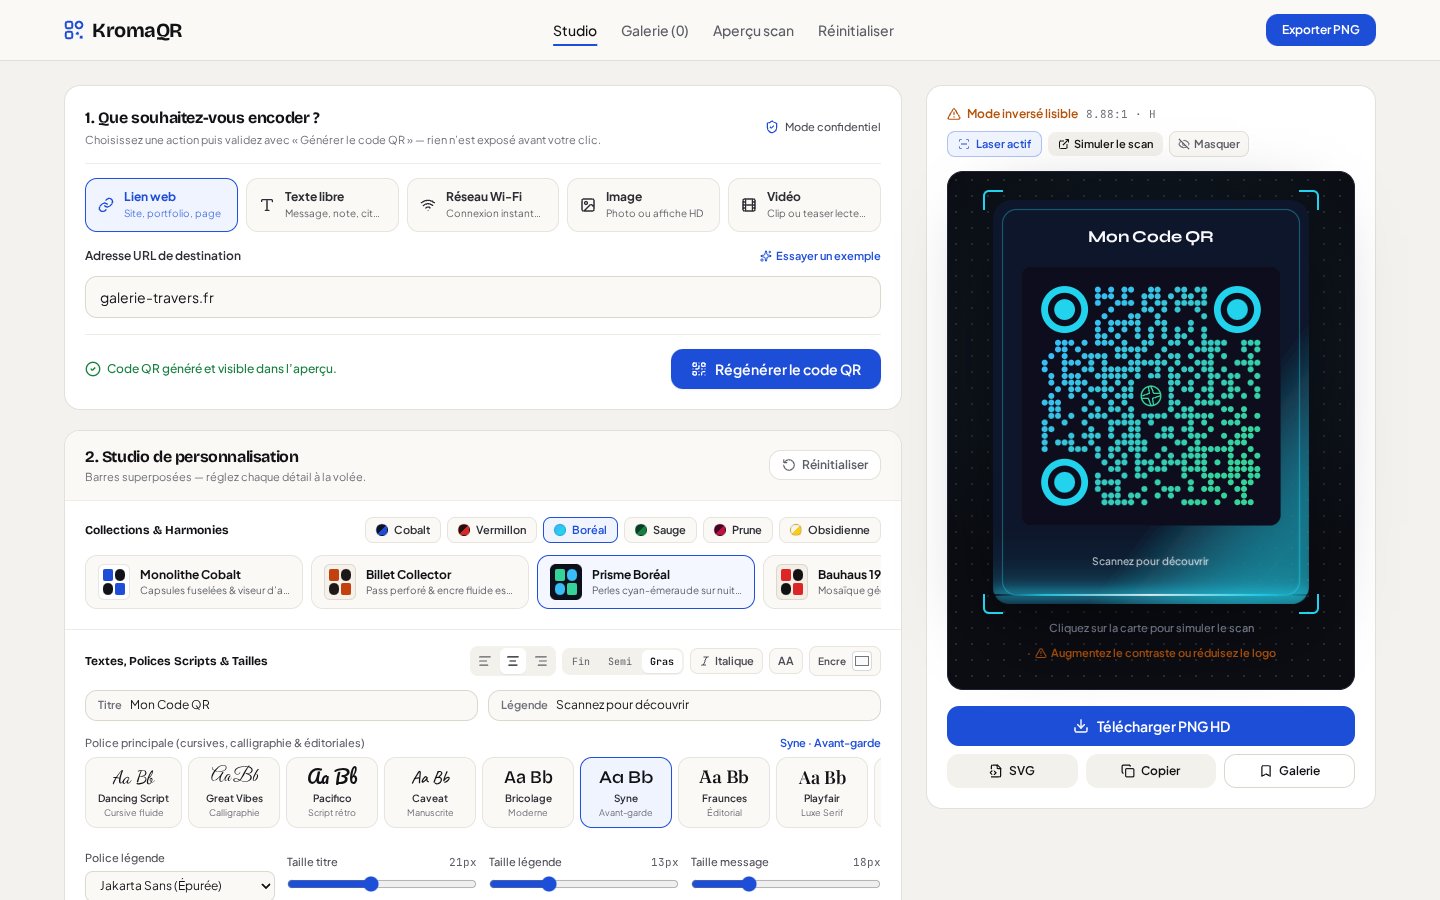 KromaQR
Studio
Galerie (0)
Aperçu scan
Réinitialiser
Exporter PNG
1. Que souhaitez-vous encoder ?
Choisissez une action puis validez avec « Générer le code QR » — rien n'est exposé avant votre clic.
Mode confidentiel
Lien web
Site, portfolio, page
Texte libre
Message, note, cit...
Réseau Wi-Fi
Connexion instant...
Image
Photo ou affiche HD
Vidéo
Clip ou teaser lecte...
Adresse URL de destination
Essayer un exemple
galerie-travers.fr
Code QR généré et visible dans l'aperçu.
Régénérer le code QR
2. Studio de personnalisation
Barres superposées — réglez chaque détail à la volée.
Réinitialiser
Collections & Harmonies
Cobalt
Vermillon
Boréal
Sauge
Prune
Obsidienne
Monolithe Cobalt
Capsules fuselées & viseur d'a...
Billet Collector
Pass perforé & encre fluide es...
Prisme Boréal
Perles cyan-émeraude sur nuit...
Bauhaus 19
Mosaïque gé
Textes, Polices Scripts & Tailles
Fin
Semi
Gras
Italique
AA
Encre
Titre Mon Code QR
Légende Scannez pour découvrir
Police principale (cursives, calligraphie & éditoriales)
Syne · Avant-garde
Aa Bb
Dancing Script
Cursive fluide
Aa Bb
Great Vibes
Calligraphie
Aa Bb
Pacifico
Script rétro
Aa Bb
Caveat
Manuscrite
Aa Bb
Bricolage
Moderne
Aa Bb
Syne
Avant-garde
Aa Bb
Fraunces
Éditorial
Aa Bb
Playfair
Luxe Serif
Police légende
Jakarta Sans (Épurée)
Taille titre 21px
Taille légende 13px
Taille message 18px
Mode inversé lisible 8.88:1 · H
Laser actif
Simuler le scan
Masquer
Mon Code QR
Scannez pour découvrir
Cliquez sur la carte pour simuler le scan
Augmentez le contraste ou réduisez le logo
Télécharger PNG HD
SVG
Copier
Galerie